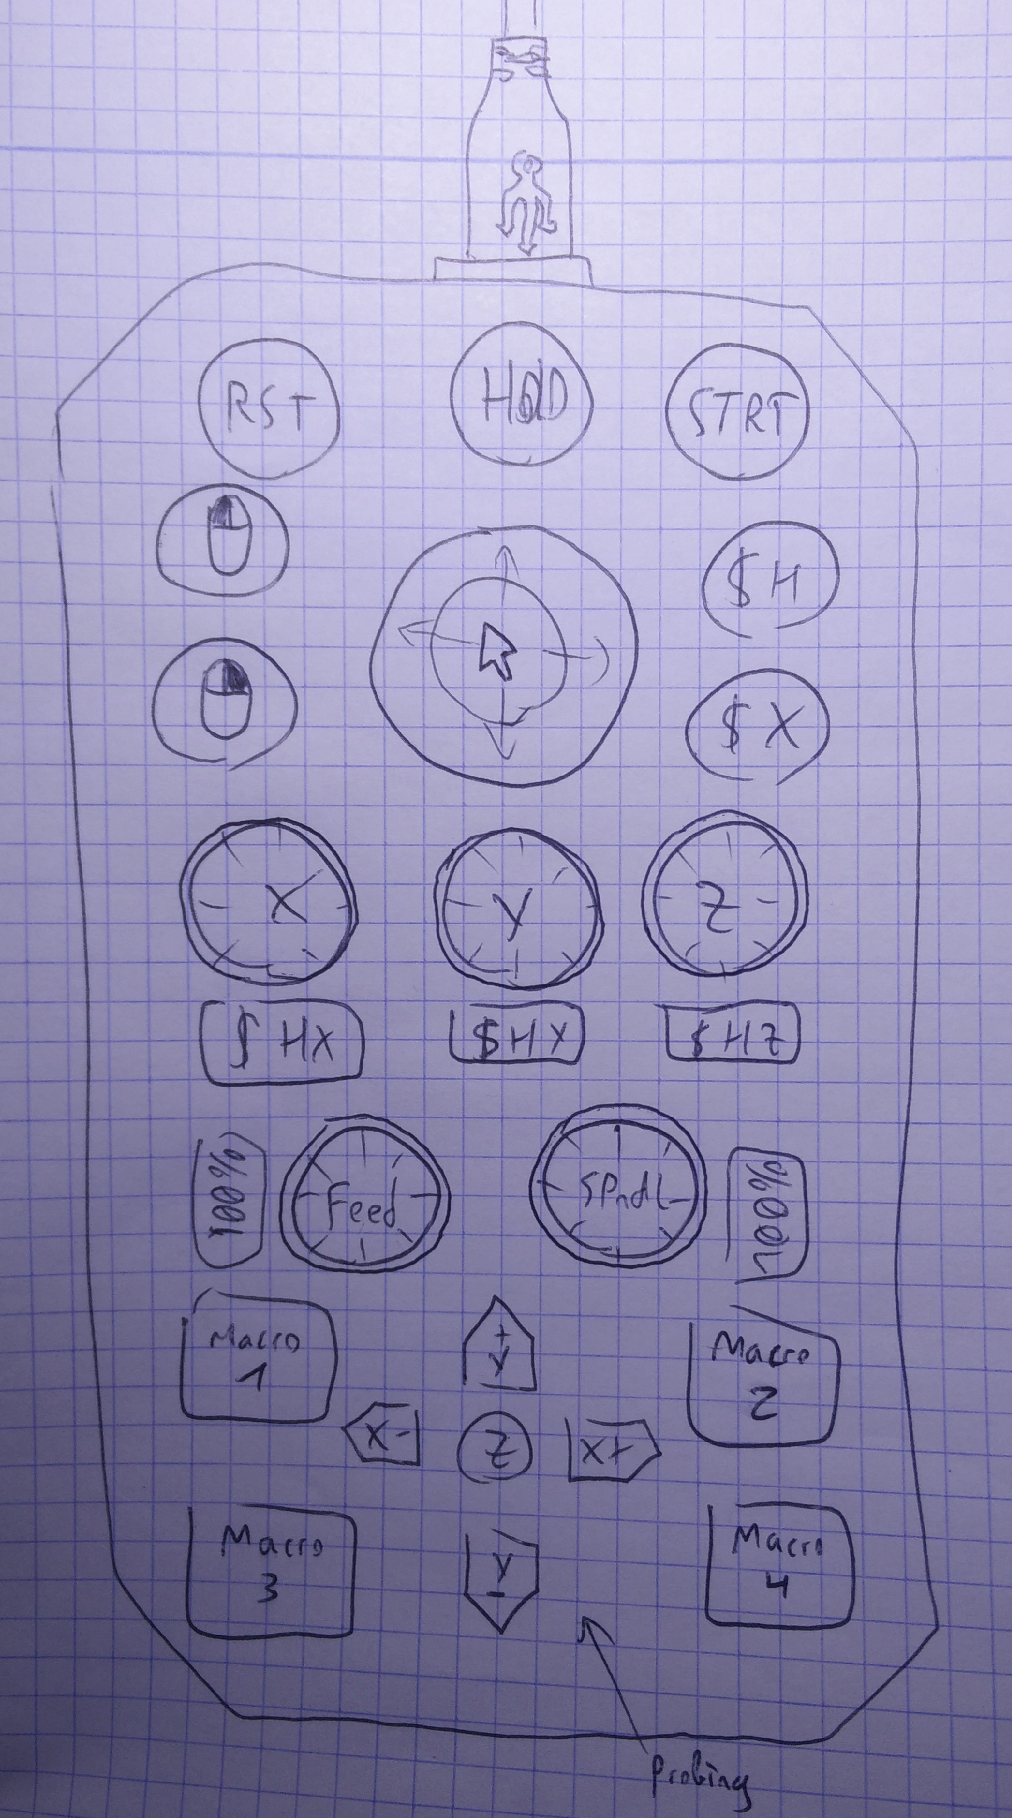 RST
HOLD
STRT
$H
$X
X
Y
Z
$HX
$HY
$HZ
100%
Feed
SPndl
100%
Macro
1
+
Y
Macro
2
X-
Z
X+
Macro
3
Y
-
Macro
4
Probing